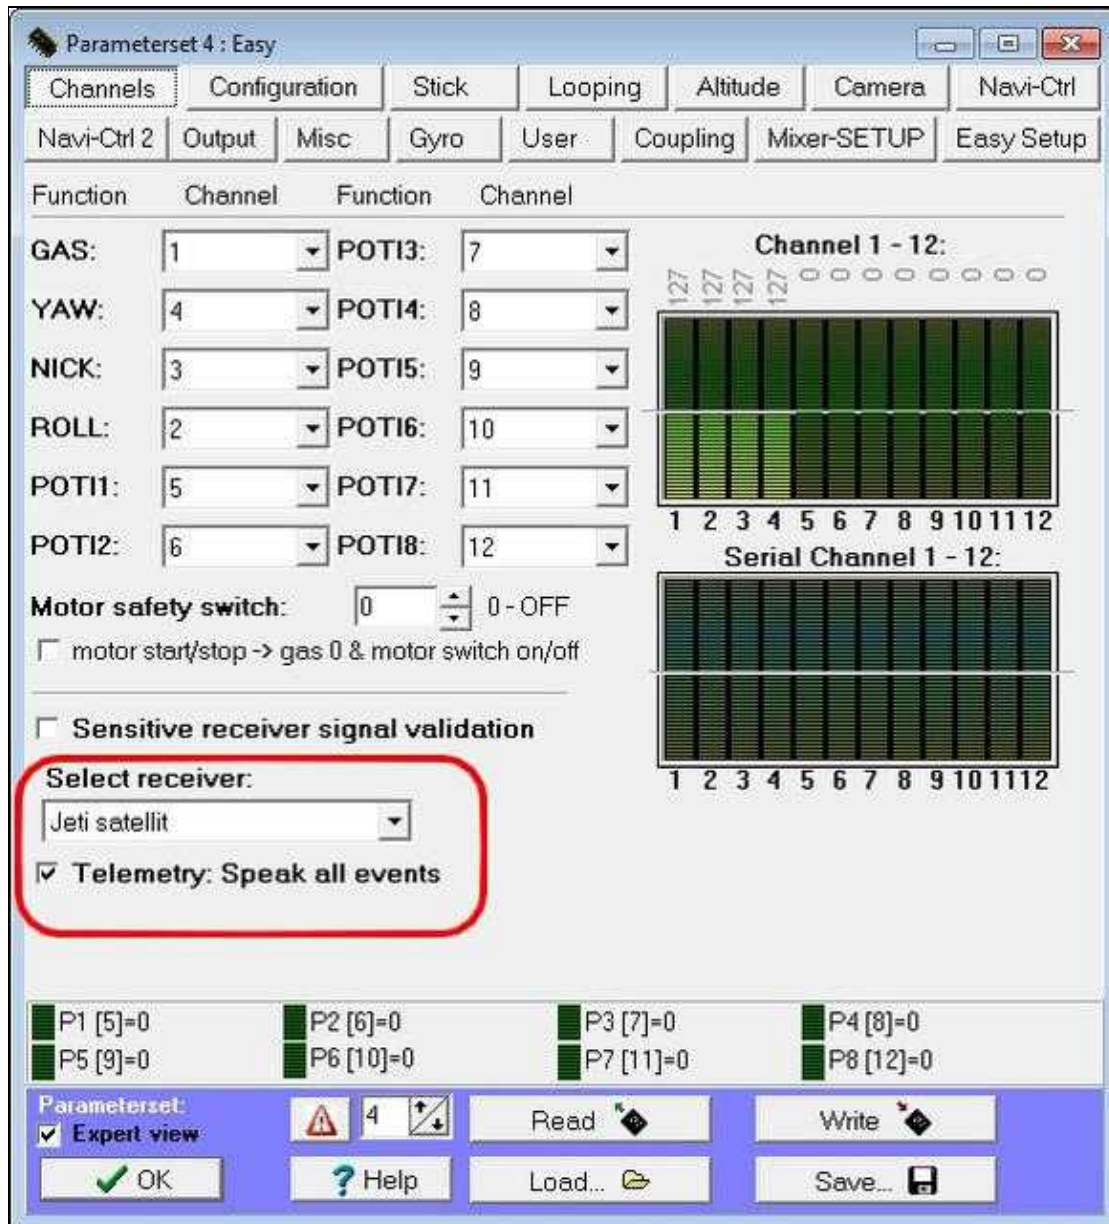 Parameterset 4 : Easy
Channels Configuration Stick Looping Altitude Camera Navi-Ctrl
Navi-Ctrl 2 Output Misc Gyro User Coupling Mixer-SETUP Easy Setup
Function Channel Function Channel
GAS: 1 POTI3: 7
YAW: 4 POTI4: 8
NICK: 3 POTI5: 9
ROLL: 2 POTI6: 10
POTI1: 5 POTI7: 11
POTI2: 6 POTI8: 12
Channel 1 - 12:
127 127 127 127 0 0 0 0 0 0 0 0
1 2 3 4 5 6 7 8 9 10 11 12
Serial Channel 1 - 12:
1 2 3 4 5 6 7 8 9 10 11 12
Motor safety switch: 0 0 - OFF
motor start/stop -> gas 0 & motor switch on/off
Sensitive receiver signal validation
Select receiver:
Jeti satellit
Telemetry: Speak all events
P1 [5]=0 P2 [6]=0 P3 [7]=0 P4 [8]=0
P5 [9]=0 P6 [10]=0 P7 [11]=0 P8 [12]=0
Parameterset:
Expert view 4 Read Write
OK ? Help Load... Save...